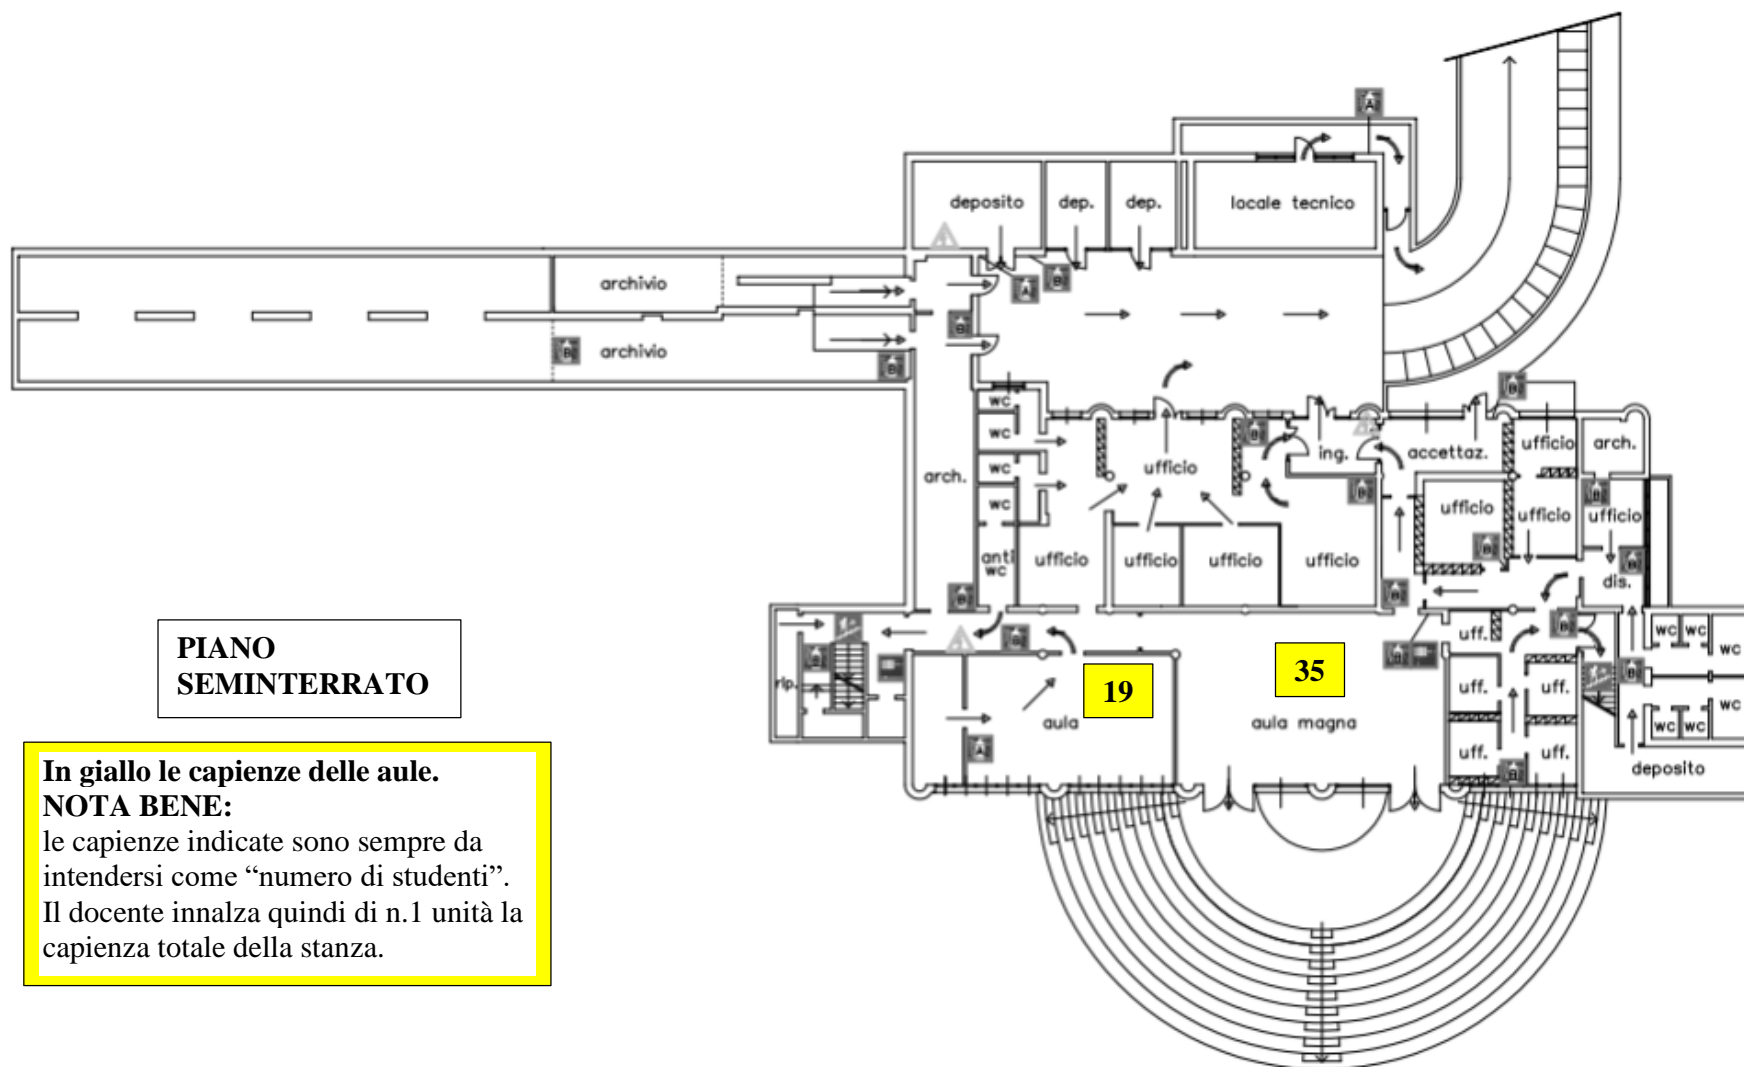 deposito
dep.
dep.
locale tecnico
A
archivio
A
B
B
archivio
B
B
B
wc
wc
wc
wc
anti
wc
arch.
ufficio
B
ing.
accettaz.
ufficio
arch.
B
ufficio
ufficio
B
ufficio
B
ufficio
ufficio
ufficio
ufficio
B
dis.
B
B
B
B
B
uff.
wc
wc
wc
B
rip.
B
uff.
uff.
B
wc
wc
wc
uff.
uff.
B
deposito
aula
A
aula magna
19
35
PIANO
SEMINTERRATO
In giallo le capienze delle aule.
NOTA BENE:
le capienze indicate sono sempre da
intendersi come “numero di studenti”.
Il docente innalza quindi di n.1 unità la
capienza totale della stanza.